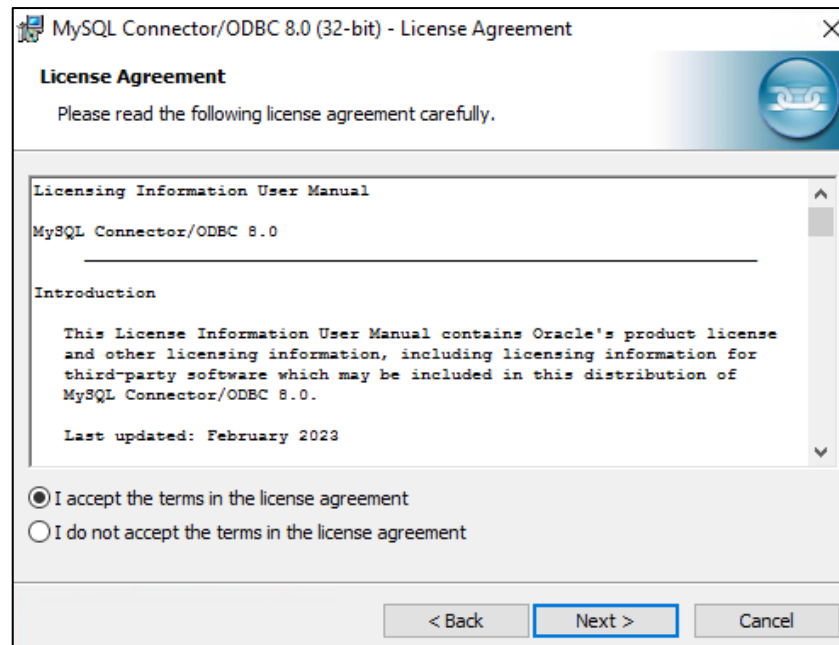 MySQL Connector/ODBC 8.0 (32-bit) - License Agreement
License Agreement
Please read the following license agreement carefully.
Licensing Information User Manual
MySQL Connector/ODBC 8.0
Introduction
This License Information User Manual contains Oracle's product license
and other licensing information, including licensing information for
third-party software which may be included in this distribution of
MySQL Connector/ODBC 8.0.
Last updated: February 2023
I accept the terms in the license agreement
I do not accept the terms in the license agreement
< Back Next > Cancel